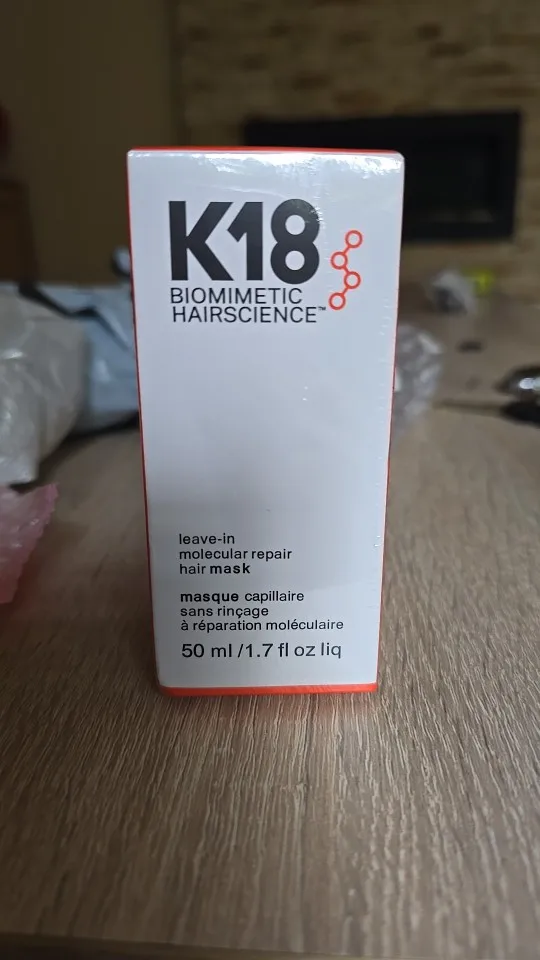 K18
BIOMIMETIC
HAIRSCIENCE™
leave-in
molecular repair
hair mask
masque capillaire
sans rinçage
à réparation moléculaire
50 ml /1.7 fl oz liq